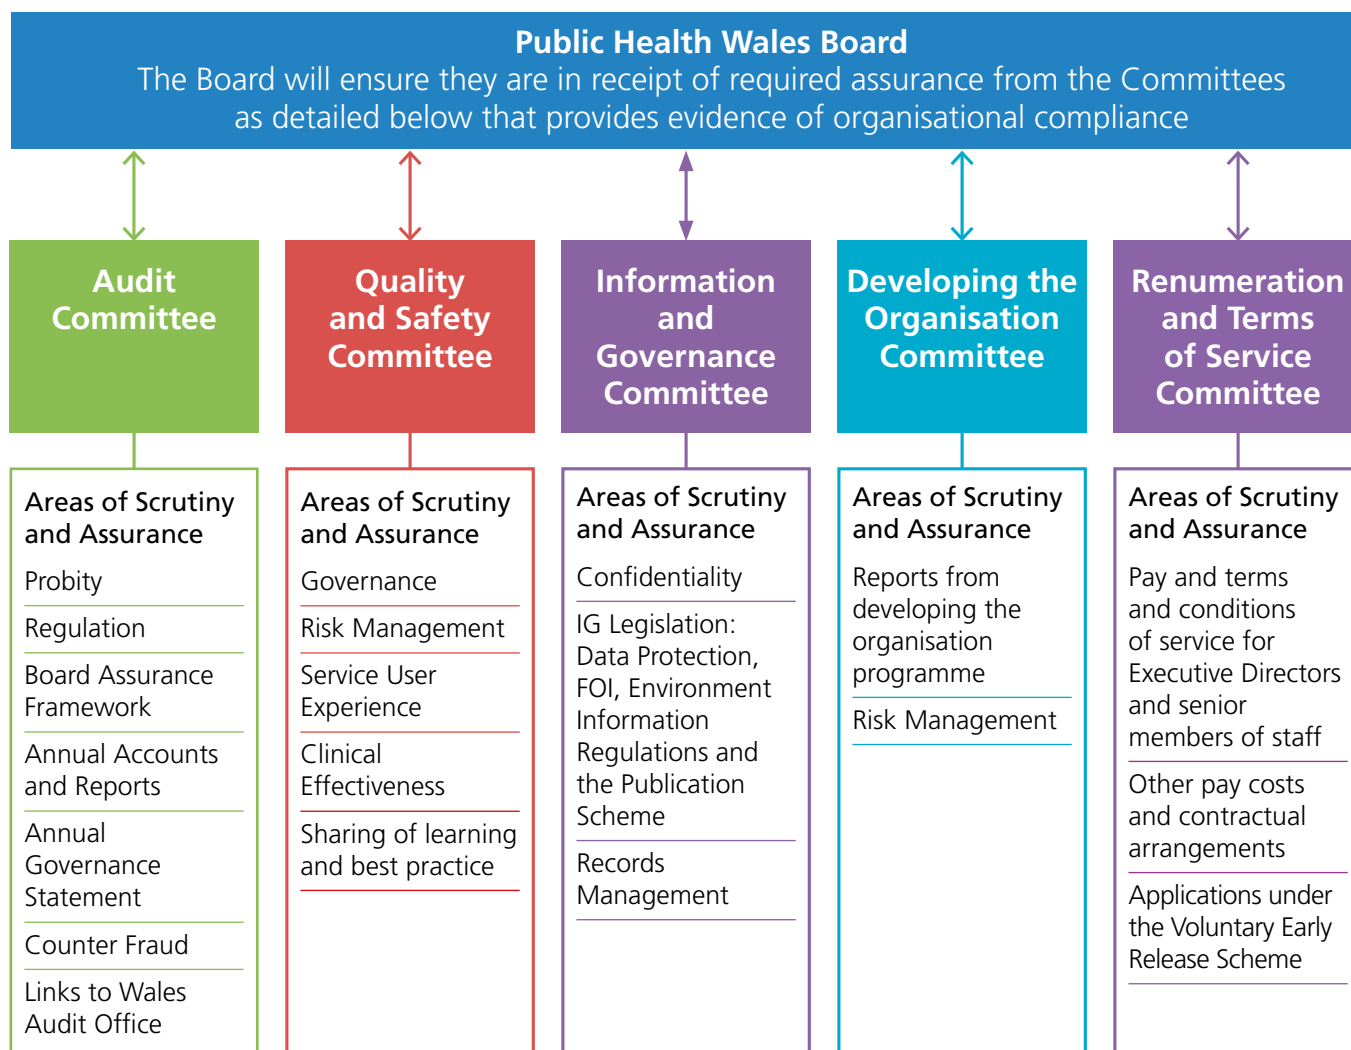 Public Health Wales Board
The Board will ensure they are in receipt of required assurance from the Committees
as detailed below that provides evidence of organisational compliance
Audit
Committee
Quality
and Safety
Committee
Information
and
Governance
Committee
Developing the
Organisation
Committee
Renumeration
and Terms
of Service
Committee
Areas of Scrutiny
and Assurance
Probity
Regulation
Board Assurance
Framework
Annual Accounts
and Reports
Annual
Governance
Statement
Counter Fraud
Links to Wales
Audit Office
Areas of Scrutiny
and Assurance
Governance
Risk Management
Service User
Experience
Clinical
Effectiveness
Sharing of learning
and best practice
Areas of Scrutiny
and Assurance
Confidentiality
IG Legislation:
Data Protection,
FOI, Environment
Information
Regulations and
the Publication
Scheme
Records
Management
Areas of Scrutiny
and Assurance
Reports from
developing the
organisation
programme
Risk Management
Areas of Scrutiny
and Assurance
Pay and terms
and conditions
of service for
Executive Directors
and senior
members of staff
Other pay costs
and contractual
arrangements
Applications under
the Voluntary Early
Release Scheme